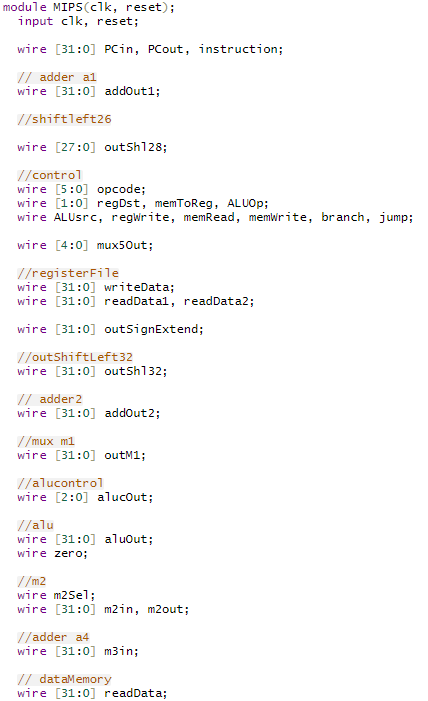 module MIPS(clk, reset);
input clk, reset;
wire [31:0] PCin, PCout, instruction;
// adder a1
wire [31:0] addOut1;
//shiftleft26
wire [27:0] outShl28;
//control
wire [5:0] opcode;
wire [1:0] regDst, memToReg, ALUOp;
wire ALUsrc, regWrite, memRead, memWrite, branch, jump;
wire [4:0] mux5Out;
//registerFile
wire [31:0] writeData;
wire [31:0] readData1, readData2;
wire [31:0] outSignExtend;
//outShiftLeft32
wire [31:0] outShl32;
// adder2
wire [31:0] addOut2;
//mux m1
wire [31:0] outM1;
//alucontrol
wire [2:0] alucOut;
//alu
wire [31:0] aluOut;
wire zero;
//m2
wire m2Sel;
wire [31:0] m2in, m2out;
//adder a4
wire [31:0] m3in;
// dataMemory
wire [31:0] readData;